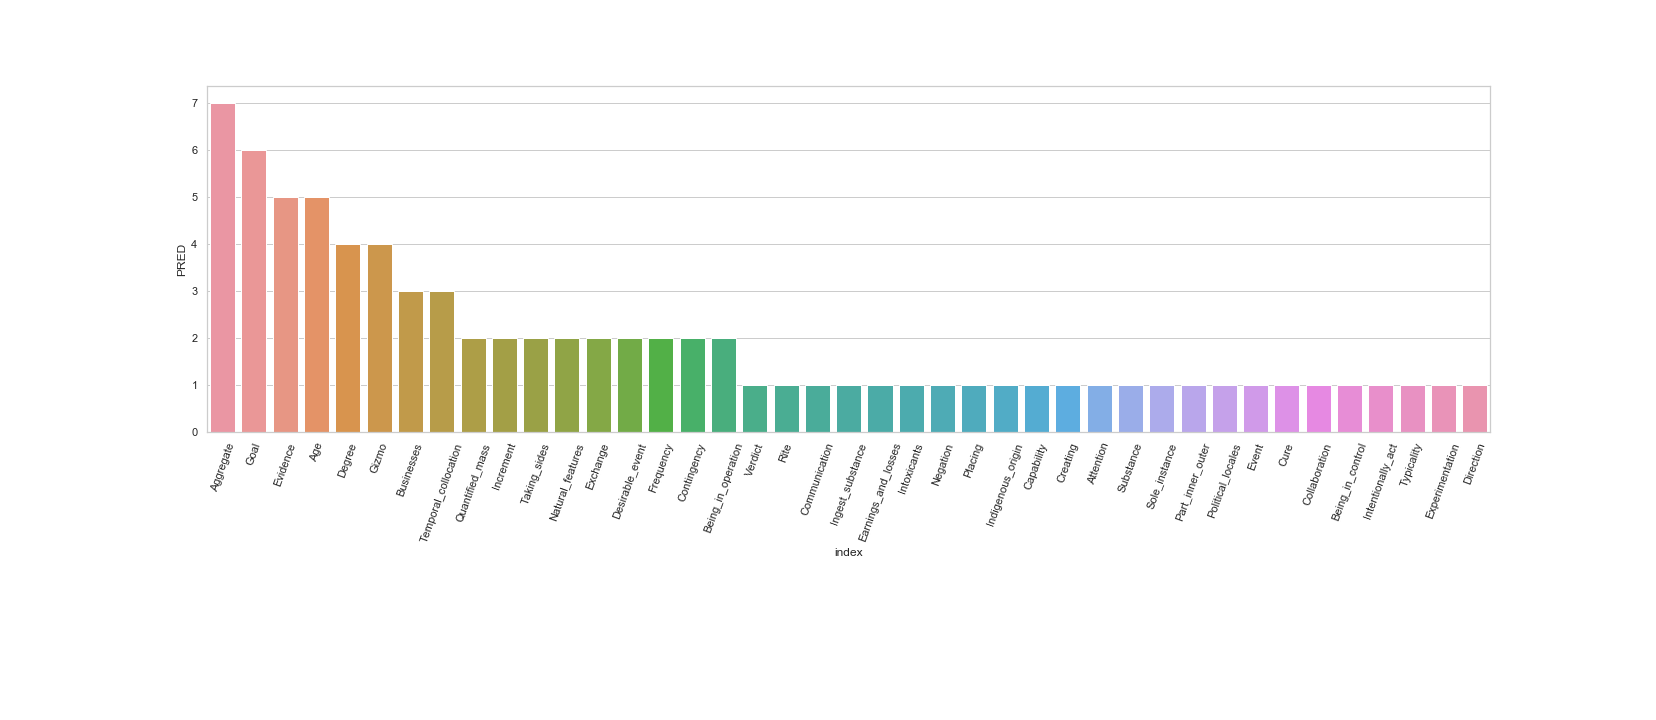 7
6
5
4
3
2
1
0
PRED
Aggregate
Goal
Evidence
Age
Degree
Gizmo
Businesses
Temporal_collocation
Quantified_mass
Increment
Taking_sides
Natural_features
Exchange
Desirable_event
Frequency
Contingency
Being_in_operation
Verdict
Rite
Communication
Ingest_substance
Earnings_and_losses
Intoxicants
Negation
Placing
Indigenous_origin
Capability
Creating
Attention
Substance
Sole_instance
Part_inner_outer
Political_locales
Event
Cure
Collaboration
Being_in_control
Intentionally_act
Typicality
Experimentation
Direction
index